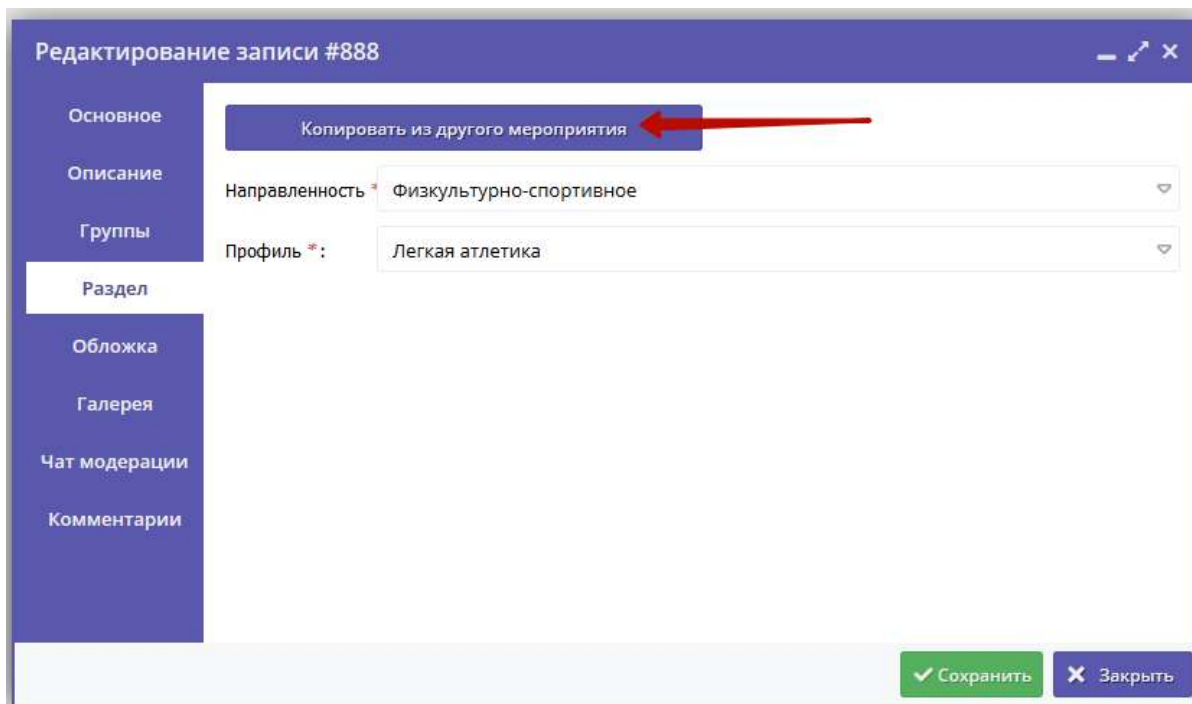 Редактирование записи #888
Основное
Описание
Группы
Раздел
Обложка
Галерея
Чат модерации
Комментарии
Копировать из другого мероприятия
Направленность * Физкультурно-спортивное
Профиль *: Легкая атлетика
Сохранить Закрыть